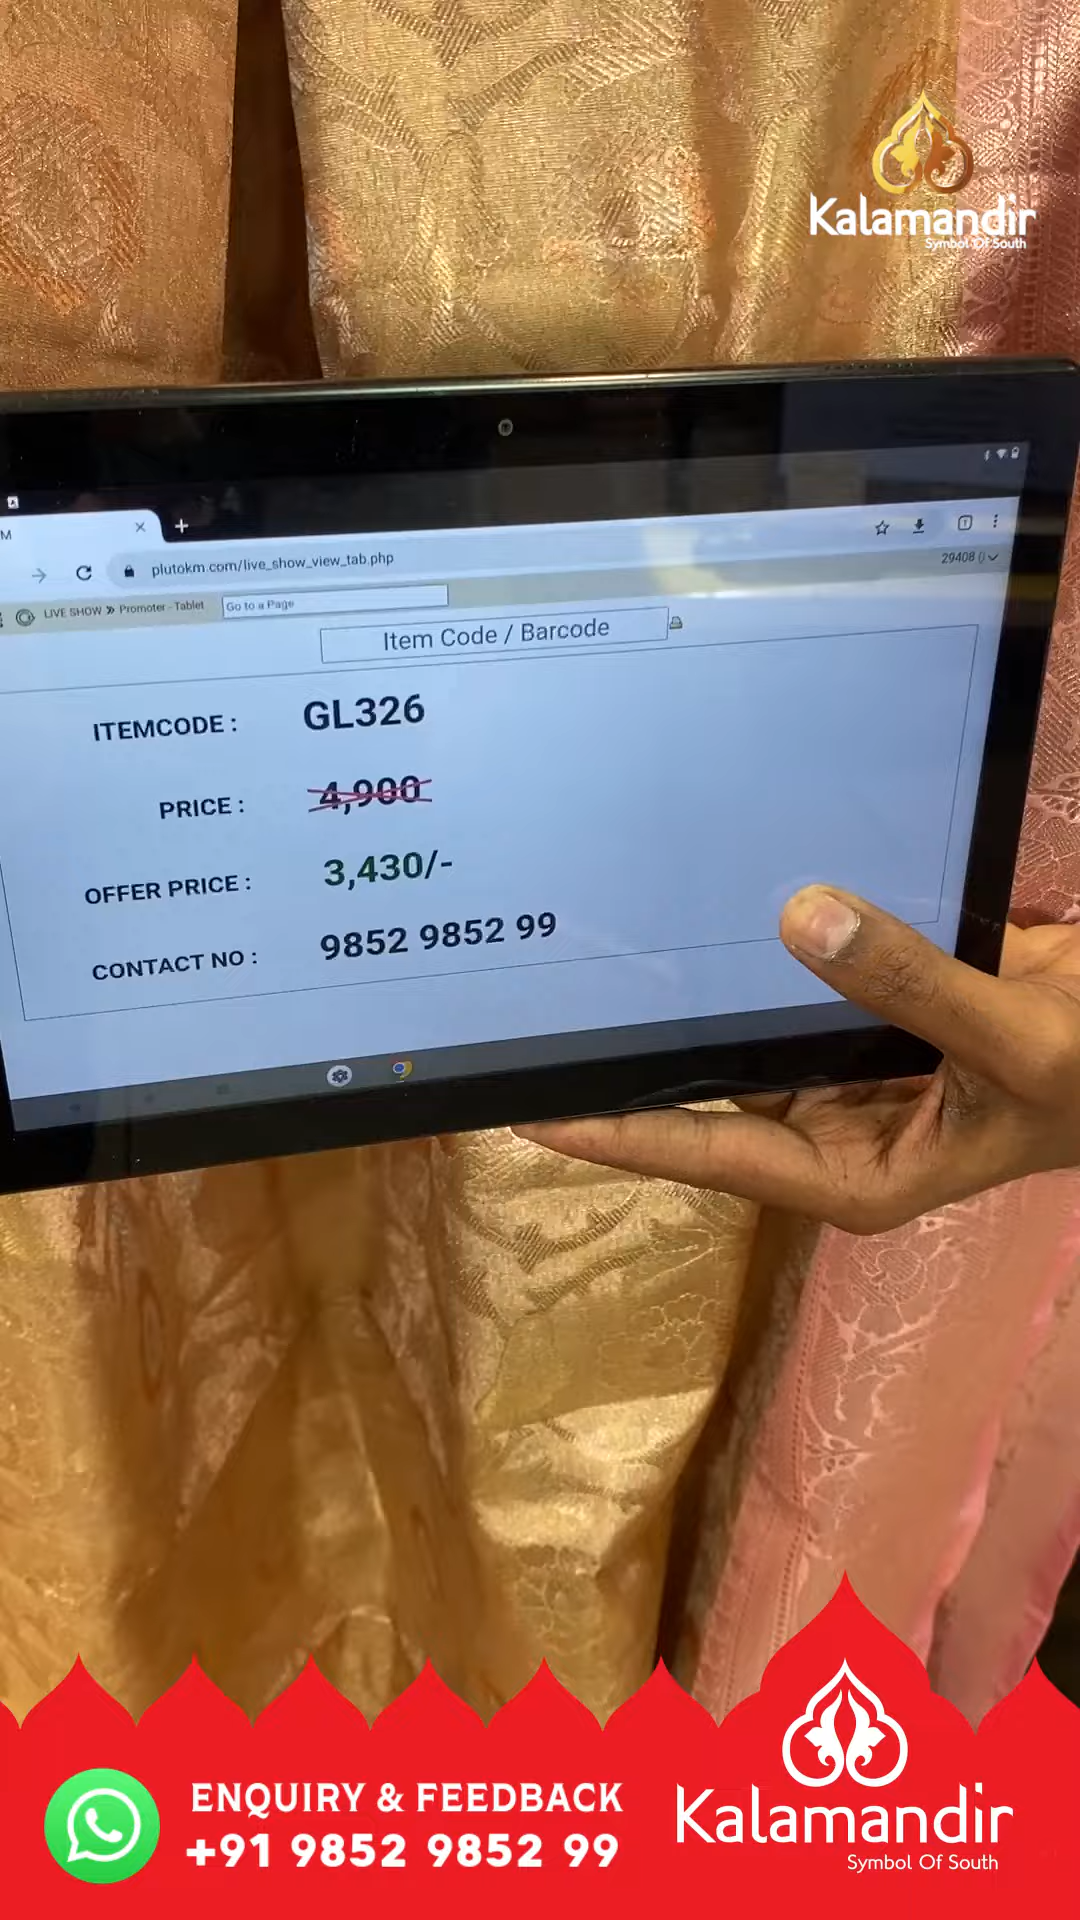 Kalamandir
Symbol Of South
M
plutokm.com/live_show_view_tab.php
29408 ()
LIVE SHOW » Promoter - Tablet
Go to a Page
Item Code / Barcode
ITEMCODE : GL326
PRICE : 4,900
OFFER PRICE : 3,430/-
CONTACT NO : 9852 9852 99
ENQUIRY & FEEDBACK
+91 9852 9852 99
Kalamandir
Symbol Of South